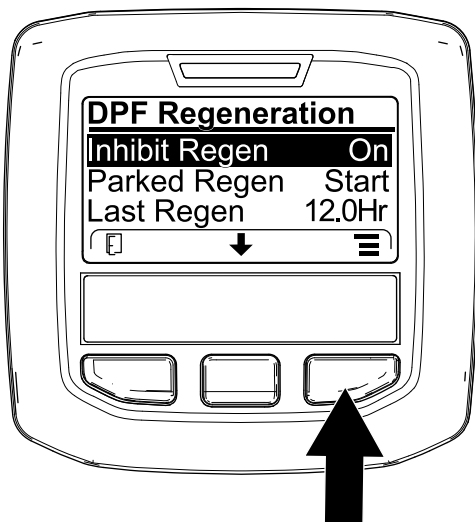 DPF Regeneration
Inhibit Regen On
Parked Regen Start
Last Regen 12.0Hr